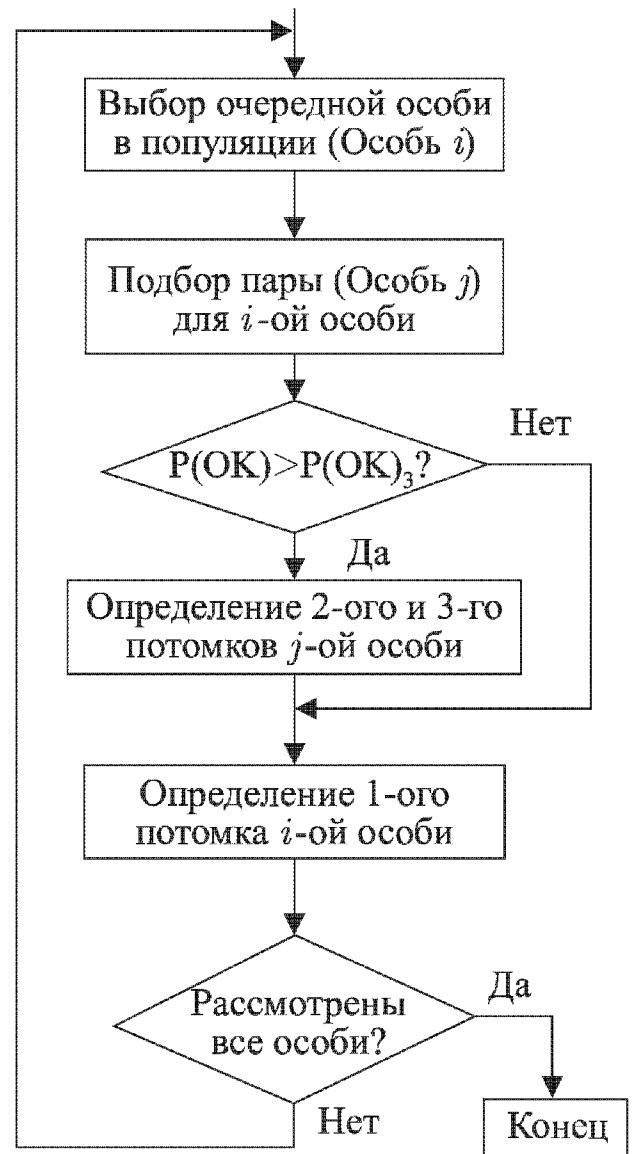 Выбор очередной особи
в популяции (Особь i)
Подбор пары (Особь j)
для i-ой особи
Нет
P(OK)>P(OK)₃?
Да
Определение 2-ого и 3-го
потомков j-ой особи
Определение 1-ого
потомка i-ой особи
Рассмотрены
все особи?
Да
Нет
Конец